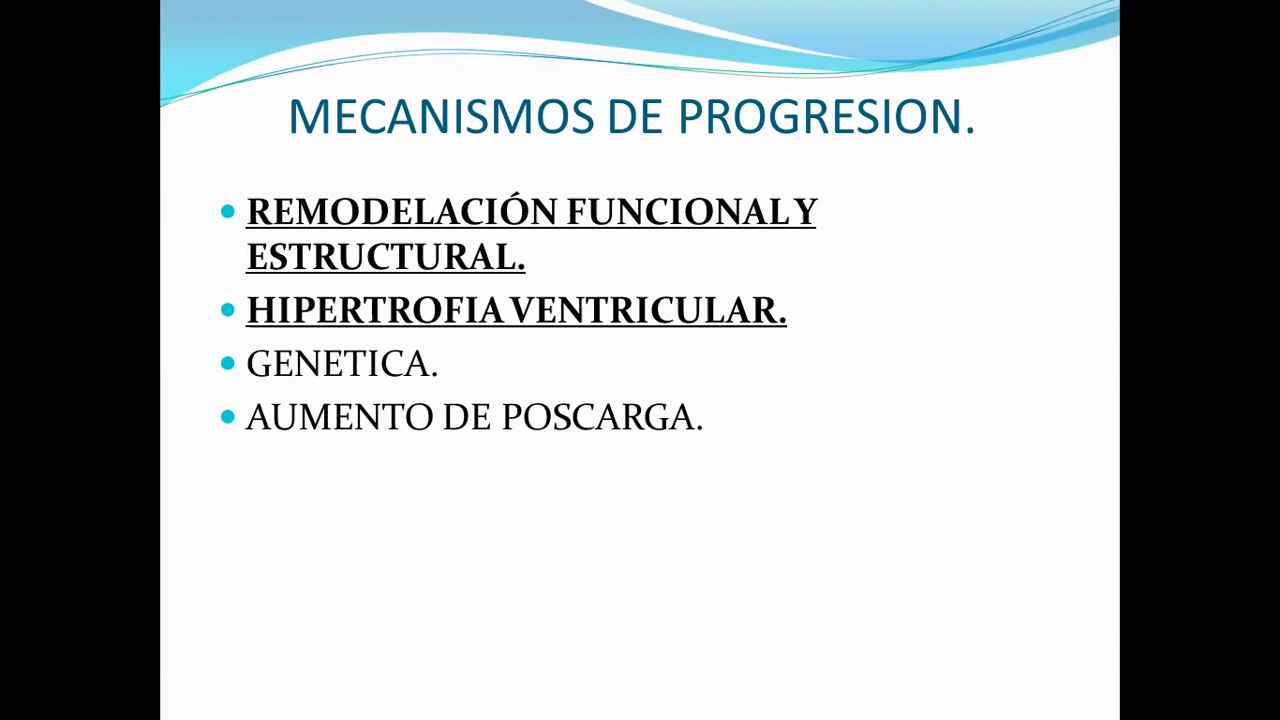 MECANISMOS DE PROGRESION.
REMODELACIÓN FUNCIONAL Y
ESTRUCTURAL.
HIPERTROFIA VENTRICULAR.
GENETICA.
AUMENTO DE POSCARGA.